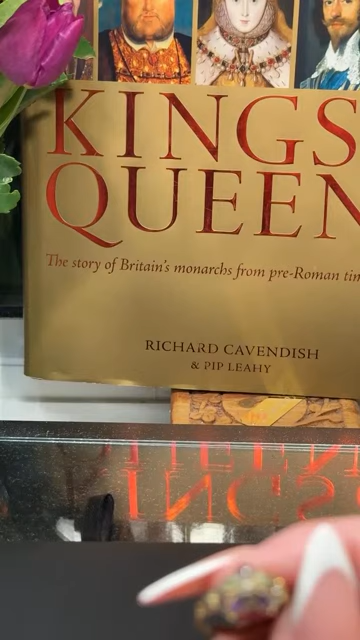 KINGS
QUEEN
The story of Britain's monarchs from pre-Roman tim
RICHARD CAVENDISH
& PIP LEAHY